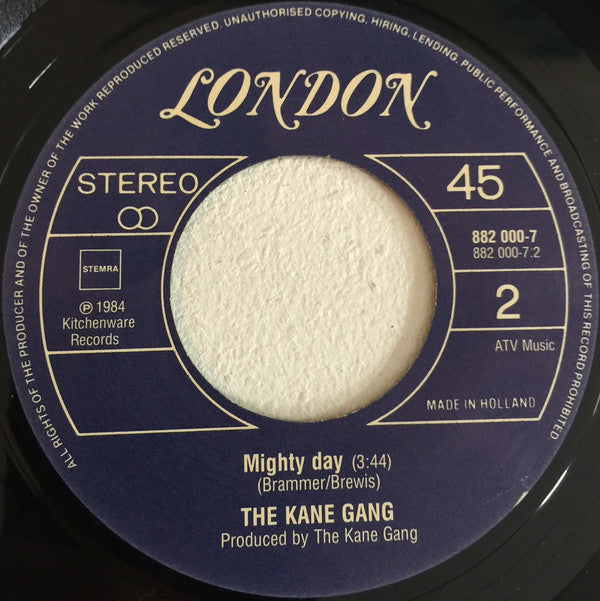 ALL RIGHTS OF THE PRODUCER AND OF THE OWNER OF THE WORK REPRODUCED RESERVED. UNAUTHORISED COPYING, HIRING, LENDING, PUBLIC PERFORMANCE AND BROADCASTING OF THIS RECORD PROHIBITED.
LONDON
STEREO
STEMRA
℗ 1984
Kitchenware
Records
45
882 000-7
882 000-7:2
2
ATV Music
MADE IN HOLLAND
Mighty day (3:44)
(Brammer/Brewis)
THE KANE GANG
Produced by The Kane Gang